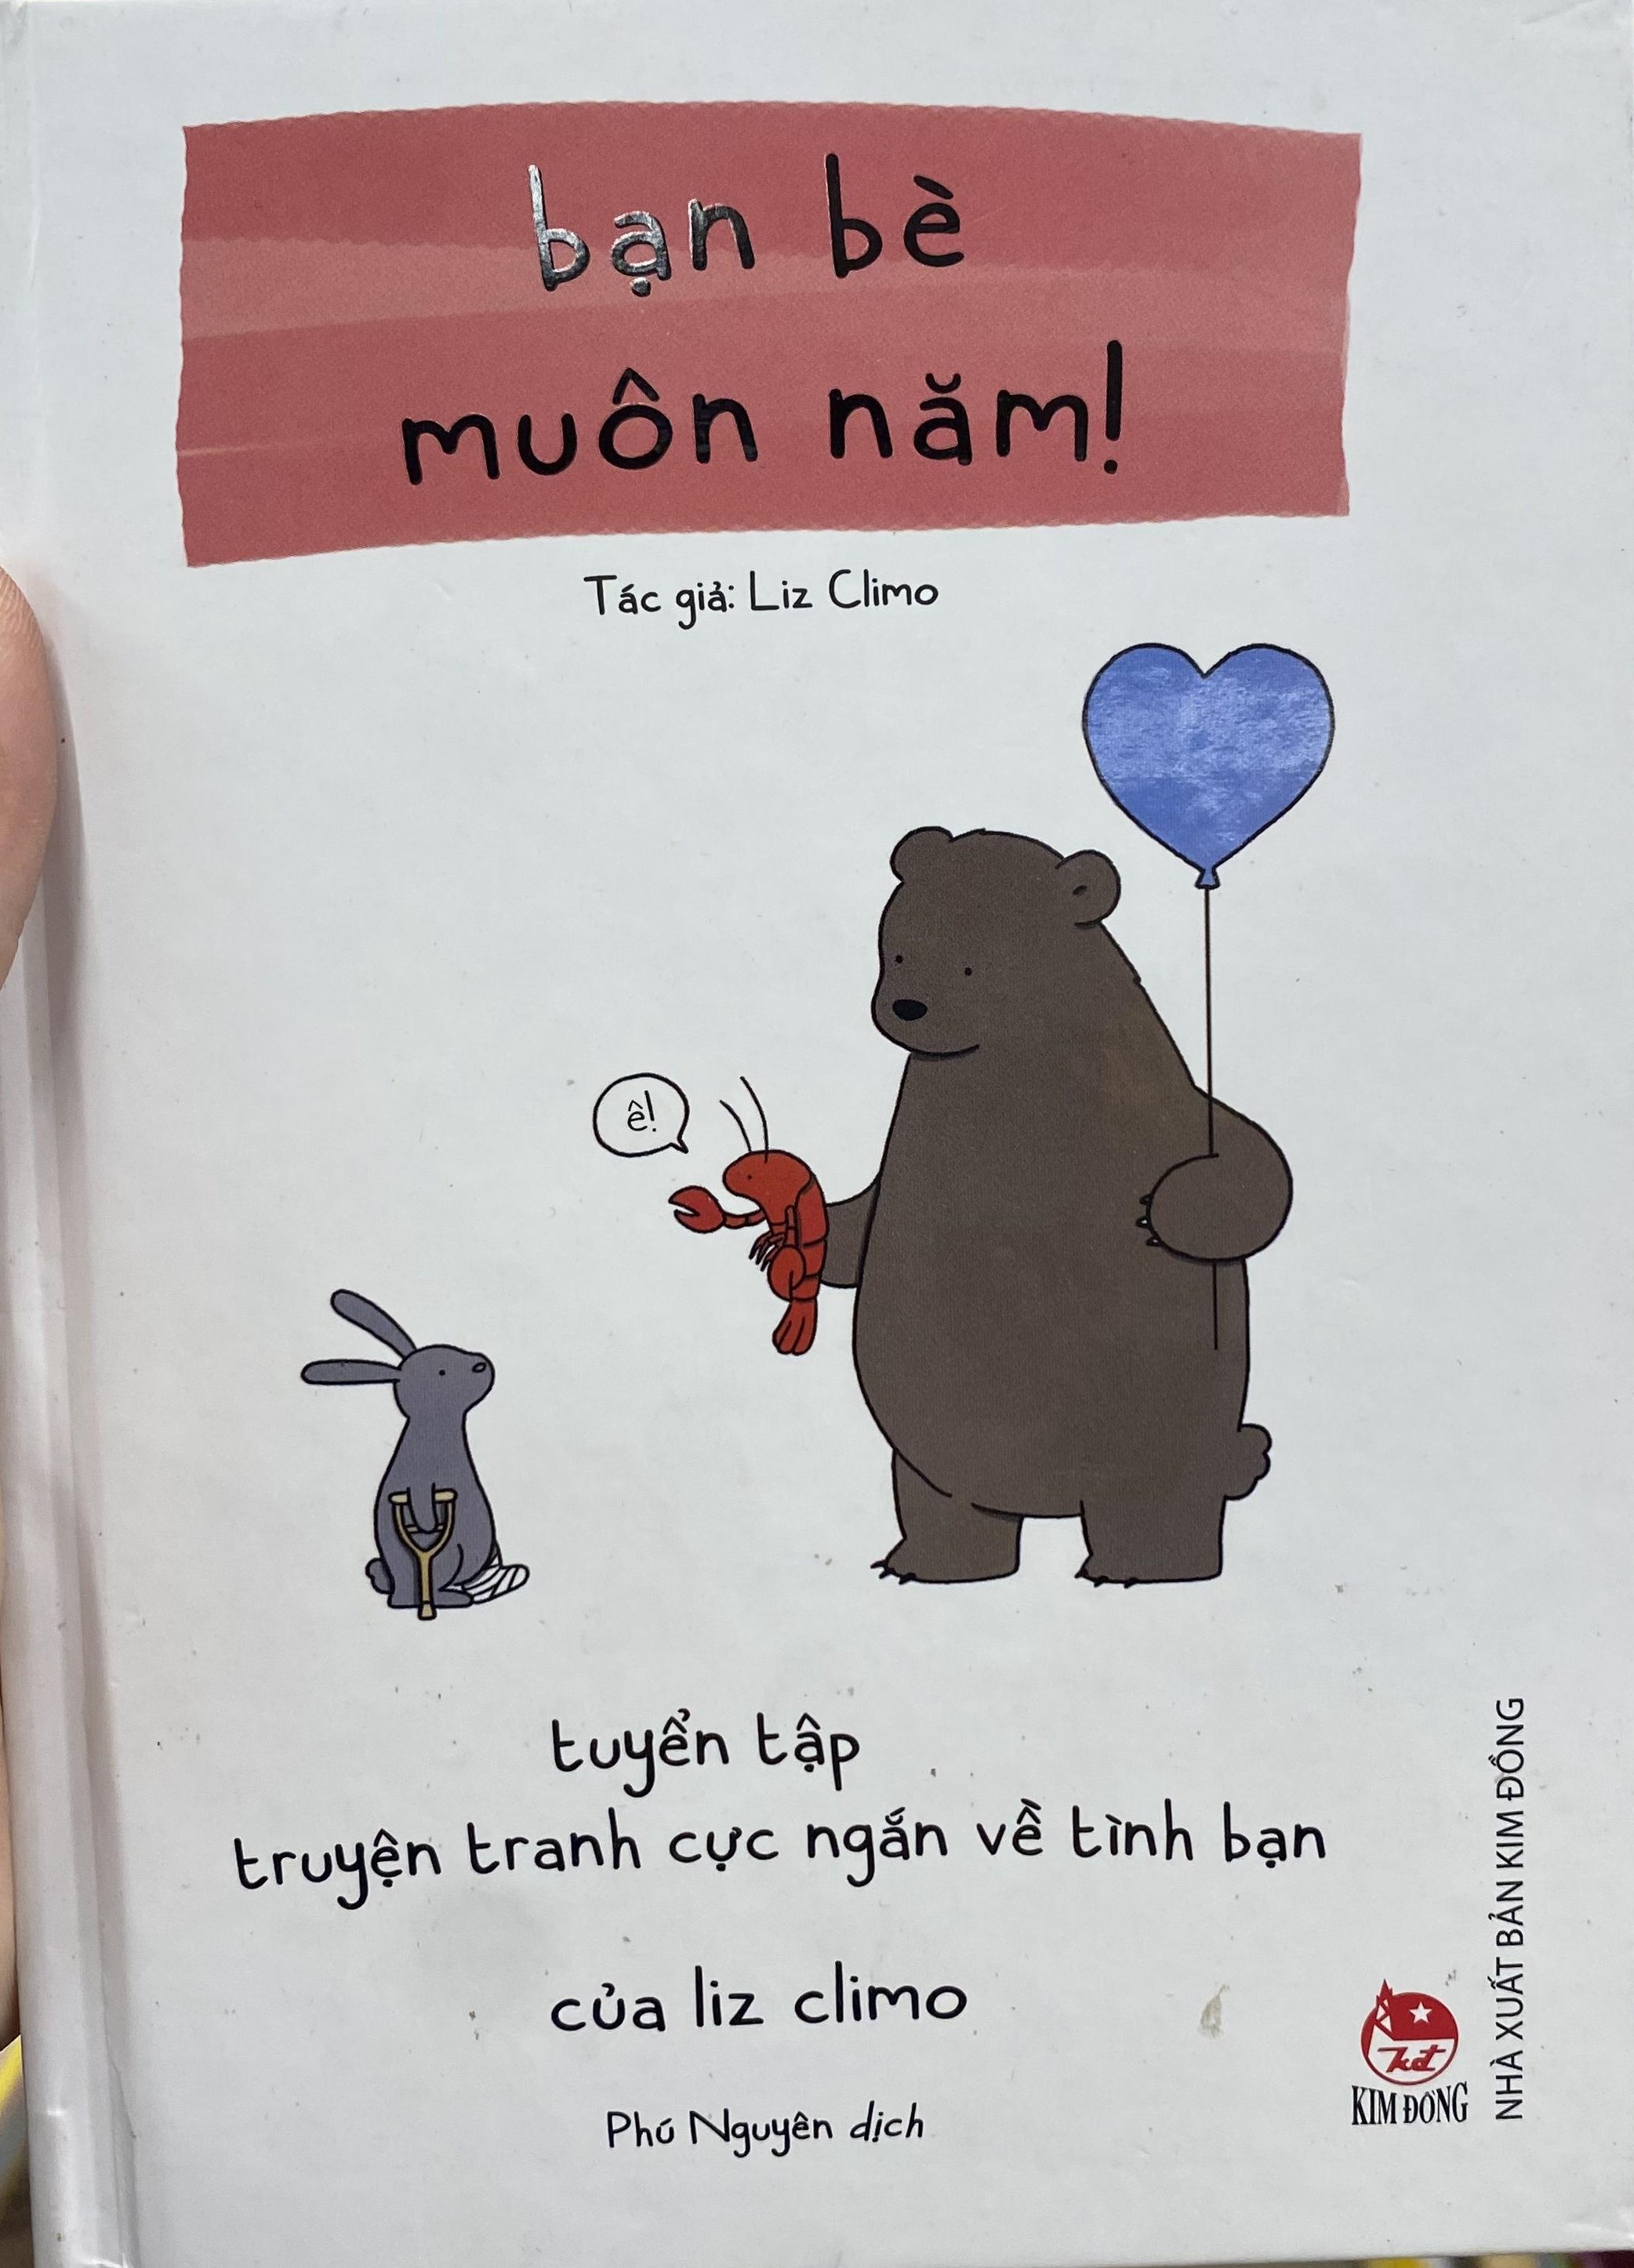 bạn bè
muôn năm!
Tác giả: Liz Climo
ê!
tuyển tập
truyện tranh cực ngắn về tình bạn
của liz climo
Phú Nguyên dịch
kđ
KIM ĐỒNG
NHÀ XUẤT BẢN KIM ĐỒNG